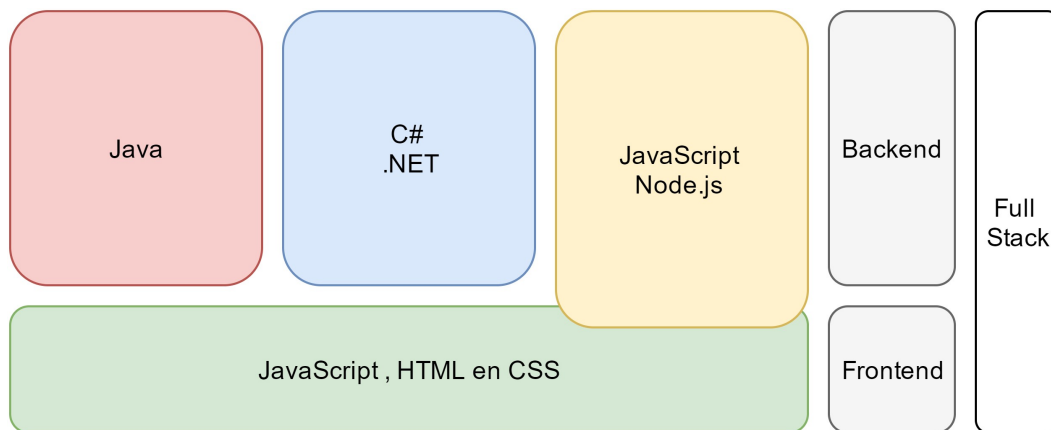 Java
C#
.NET
JavaScript
Node.js
Backend
Full
Stack
JavaScript , HTML en CSS
Frontend